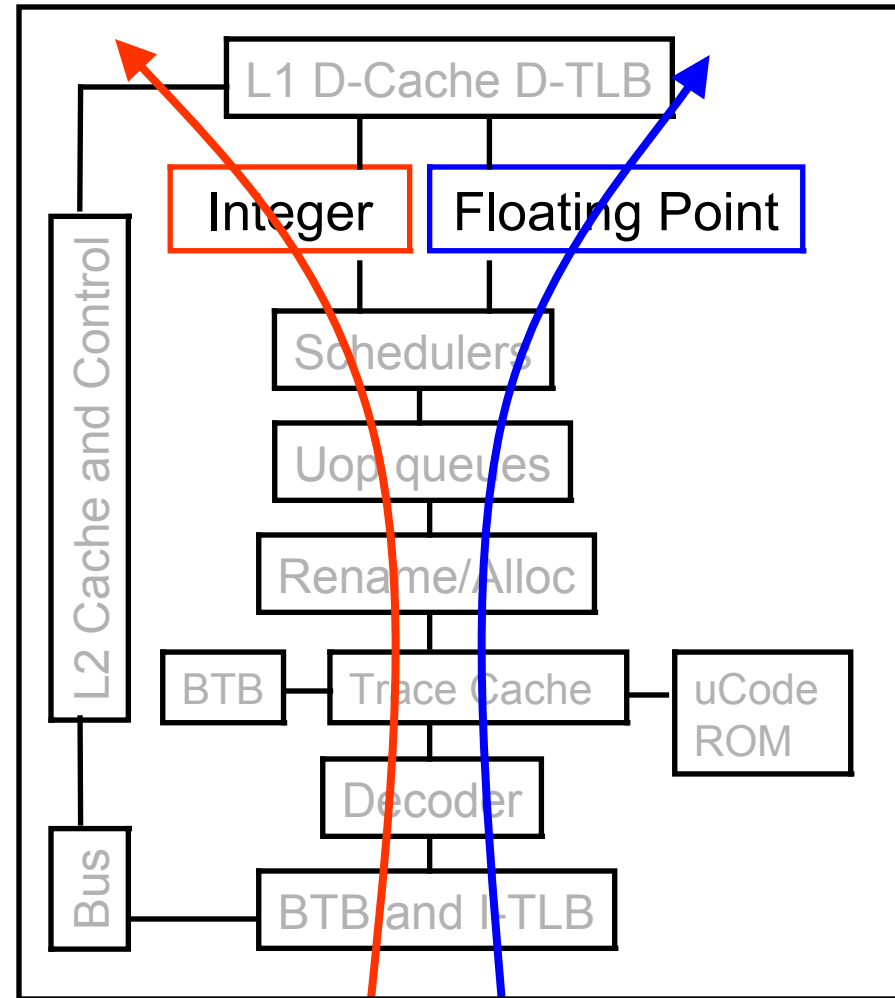 L1 D-Cache D-TLB
Integer
Floating Point
L2 Cache and Control
Schedulers
Uop queues
Rename/Alloc
BTB
Trace Cache
uCode
ROM
Decoder
Bus
BTB and I-TLB